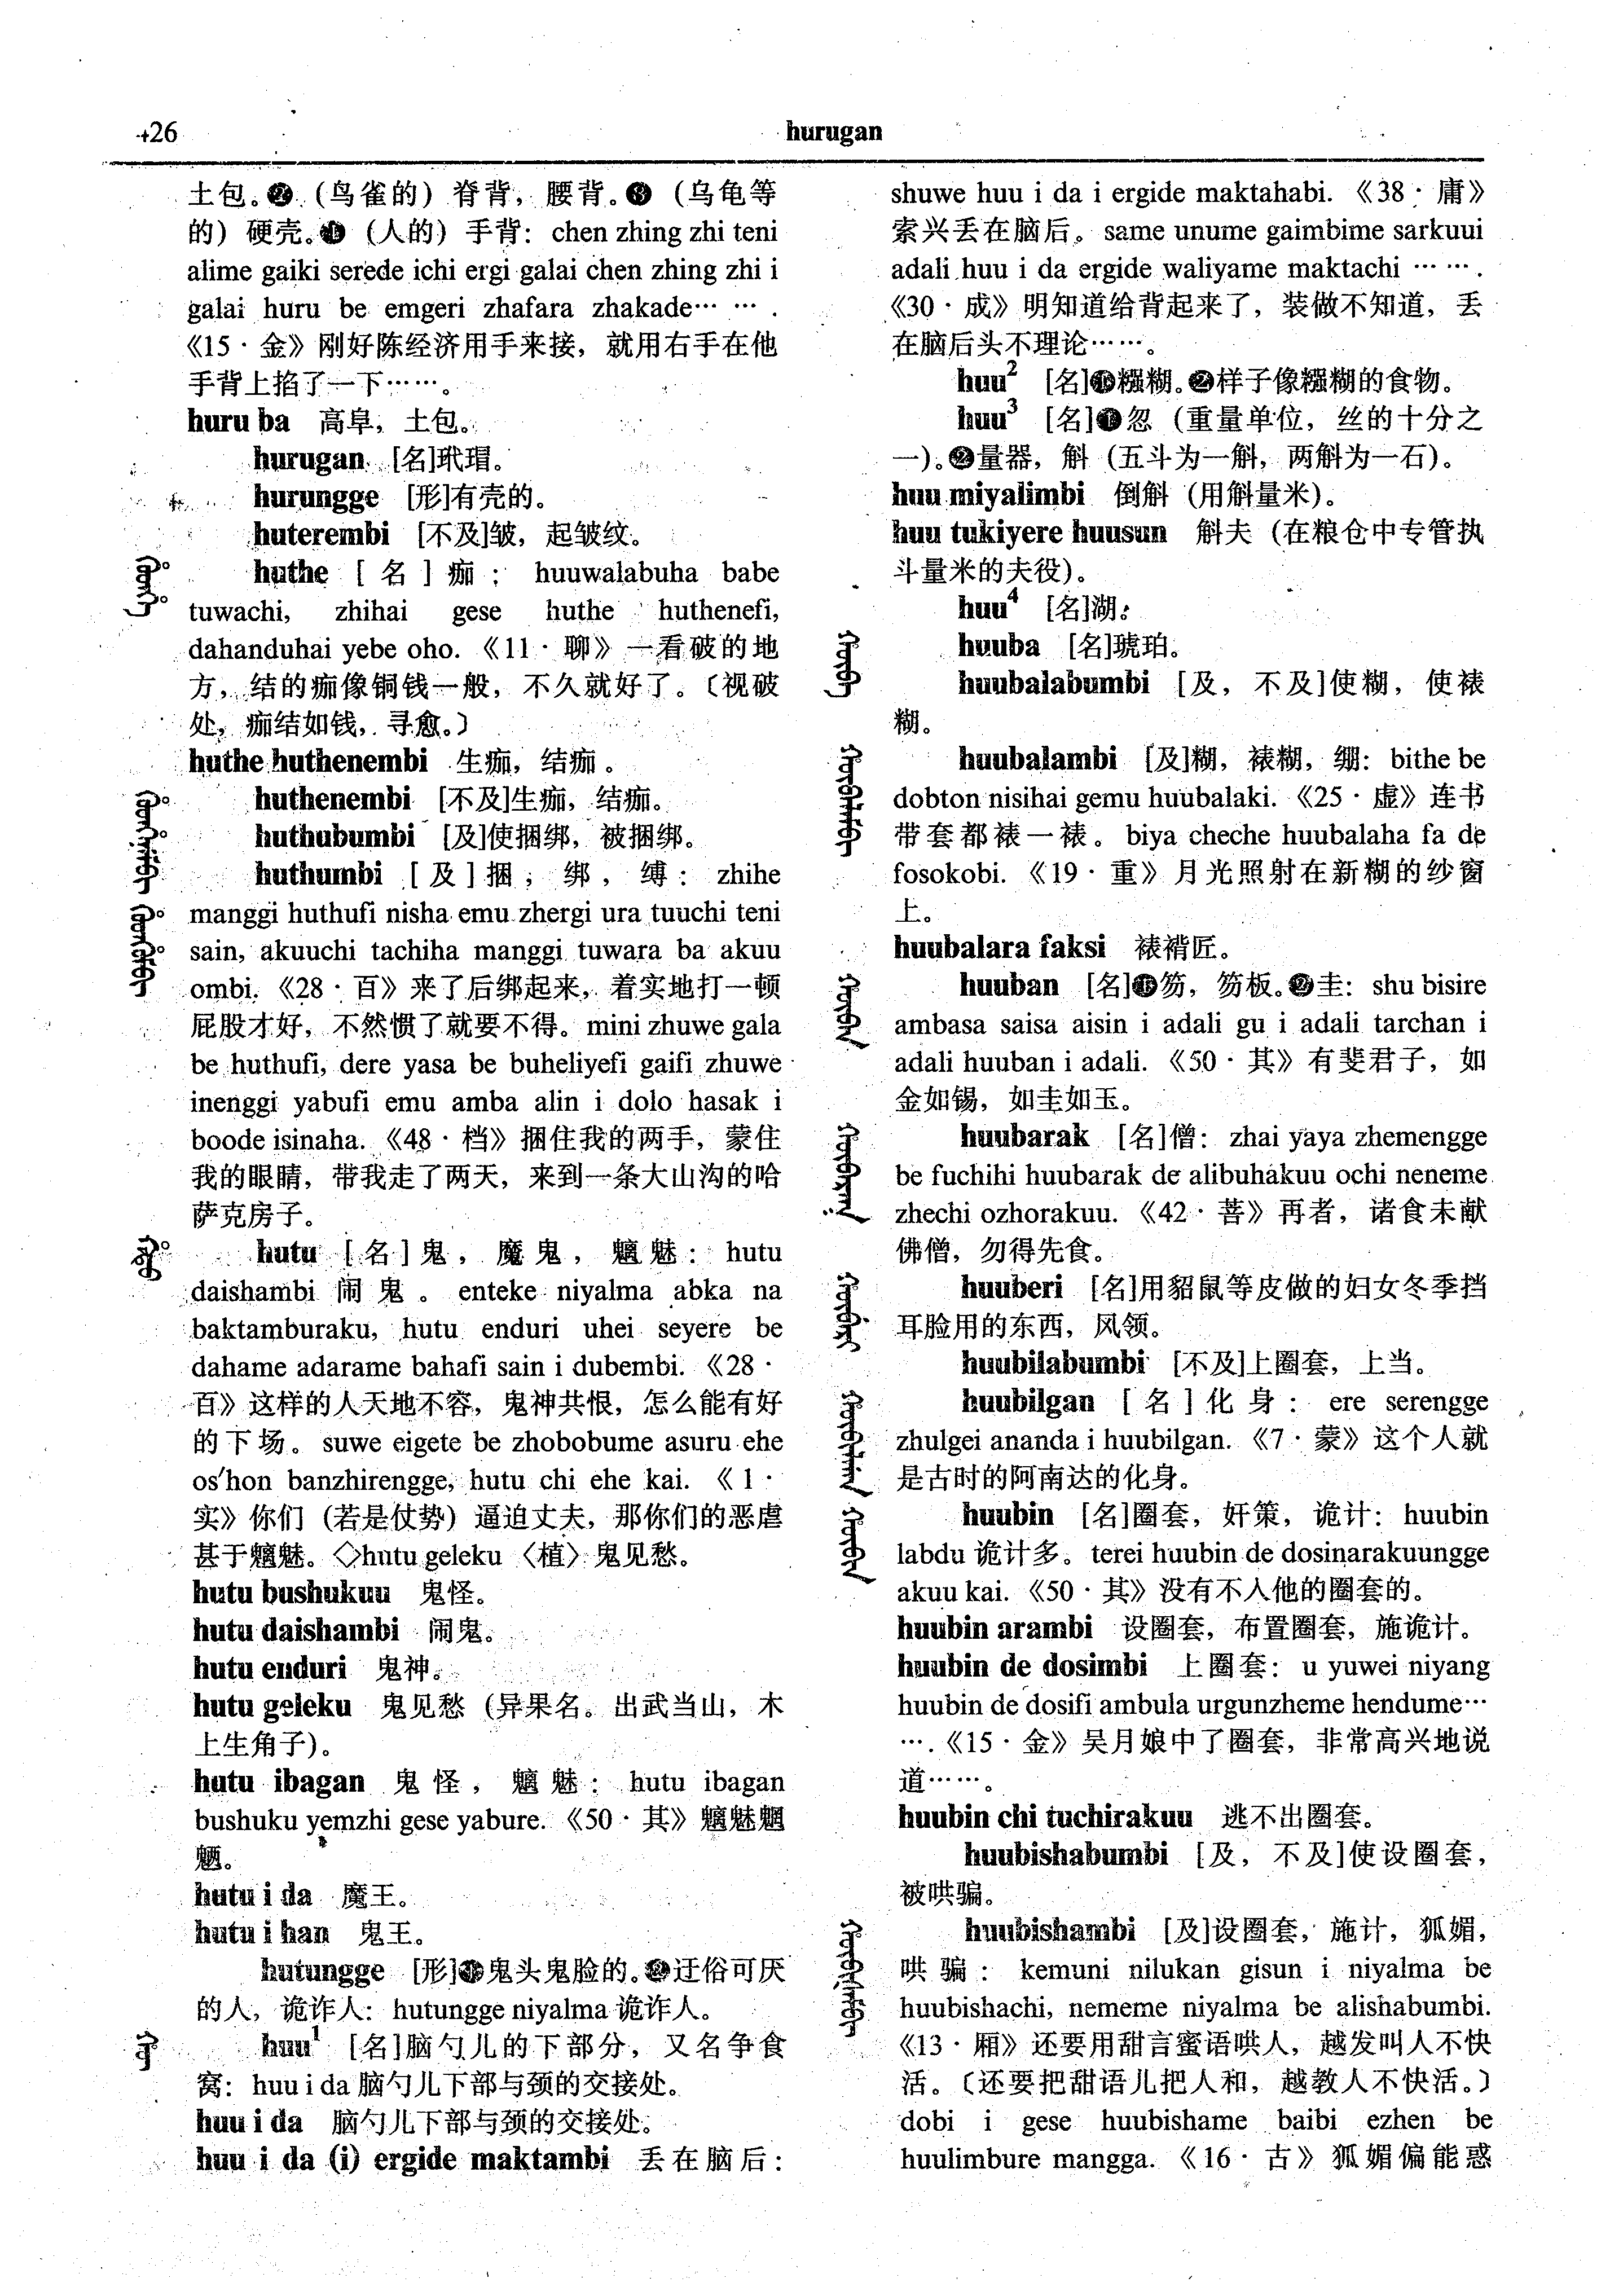 426
hurugan
土包。❷（鸟雀的）脊背，腰背。❸（乌龟等
的）硬壳。❹（人的）手背：chen zhing zhi teni
alime gaiki serede ichi ergi galai chen zhing zhi i
galai huru be emgeri zhafara zhakade… ….
《15·金》刚好陈经济用手来接，就用右手在他
手背上掐了一下……。
huru ba 高阜，土包。
hurugan [名]玳瑁。
hurungge [形]有壳的。
huterembi [不及]皱，起皱纹。
huthe [名]痂；huuwalabuha babe
tuwachi, zhihai gese huthe huthenefi,
dahanduhai yebe oho.《11·聊》一看破的地
方，结的痂像铜钱一般，不久就好了。〔视破
处，痂结如钱，寻愈。〕
huthe huthenembi 生痂，结痂。
huthenembi [不及]生痂，结痂。
huthubumbi [及]使捆绑，被捆绑。
huthumbi [及]捆；绑，缚：zhihe
manggi huthufi nisha emu zhergi ura tuuchi teni
sain, akuuchi tachiha manggi tuwara ba akuu
ombi.《28·百》来了后绑起来，着实地打一顿
屁股才好，不然惯了就要不得。mini zhuwe gala
be huthufi, dere yasa be buheliyefi gaifi zhuwe
inenggi yabufi emu amba alin i dolo hasak i
boode isinaha.《48·档》捆住我的两手，蒙住
我的眼睛，带我走了两天，来到一条大山沟的哈
萨克房子。
hutu [名]鬼，魔鬼，魑魅：hutu
daishambi 闹鬼。enteke niyalma abka na
baktamburaku, hutu enduri uhei seyere be
dahame adarame bahafi sain i dubembi.《28·
百》这样的人天地不容，鬼神共恨，怎么能有好
的下场。suwe eigete be zhobobume asuru ehe
os'hon banzhirengge, hutu chi ehe kai.《1·
实》你们（若是仗势）逼迫丈夫，那你们的恶虐
甚于魑魅。◇hutu geleku〈植〉鬼见愁。
hutu bushukuu 鬼怪。
hutu daishambi 闹鬼。
hutu enduri 鬼神。
hutu geleku 鬼见愁（异果名。出武当山，木
上生角子）。
hutu ibagan 鬼怪，魑魅：hutu ibagan
bushuku yemzhi gese yabure.《50·其》魑魅魍
魉。
hutu i da 魔王。
hutu i han 鬼王。
hutungge [形]❶鬼头鬼脸的。❷迂俗可厌
的人，诡诈人：hutungge niyalma 诡诈人。
huu¹ [名]脑勺儿的下部分，又名争食
窝：huu i da 脑勺儿下部与颈的交接处。
huu i da 脑勺儿下部与颈的交接处。
huu i da (i) ergide maktambi 丢在脑后：
shuwe huu i da i ergide maktahabi.《38·庸》
索兴丢在脑后。same unume gaimbime sarkuui
adali huu i da ergide waliyame maktachi … ….
《30·成》明知道给背起来了，装做不知道，丢
在脑后头不理论……。
huu² [名]❶糨糊。❷样子像糨糊的食物。
huu³ [名]❶忽（重量单位，丝的十分之
一）。❷量器，斛（五斗为一斛，两斛为一石）。
huu miyalimbi 倒斛（用斛量米）。
huu tukiyere huusun 斛夫（在粮仓中专管执
斗量米的夫役）。
huu⁴ [名]湖：
huuba [名]琥珀。
huubalabumbi [及，不及]使糊，使裱
糊。
huubalambi [及]糊，裱糊，绷：bithe be
dobton nisihai gemu huubalaki.《25·虚》连书
带套都裱一裱。biya cheche huubalaha fa de
fosokobi.《19·重》月光照射在新糊的纱窗
上。
huubalara faksi 裱褙匠。
huuban [名]❶笏，笏板。❷圭：shu bisire
ambasa saisa aisin i adali gu i adali tarchan i
adali huuban i adali.《50·其》有斐君子，如
金如锡，如圭如玉。
huubarak [名]僧：zhai yaya zhemengge
be fuchihi huubarak de alibuhakuu ochi neneme
zhechi ozhorakuu.《42·菩》再者，诸食未献
佛僧，勿得先食。
huuberi [名]用貂鼠等皮做的妇女冬季挡
耳脸用的东西，风领。
huubilabumbi [不及]上圈套，上当。
huubilgan [名]化身：ere serengge
zhulgei ananda i huubilgan.《7·蒙》这个人就
是古时的阿南达的化身。
huubin [名]圈套，奸策，诡计：huubin
labdu 诡计多。terei huubin de dosinarakuungge
akuu kai.《50·其》没有不入他的圈套的。
huubin arambi 设圈套，布置圈套，施诡计。
huubin de dosimbi 上圈套：u yuwei niyang
huubin de dosifi ambula urgunzheme hendume…
….《15·金》吴月娘中了圈套，非常高兴地说
道……。
huubin chi tuchirakuu 逃不出圈套。
huubishabumbi [及，不及]使设圈套，
被哄骗。
huubishambi [及]设圈套，施计，狐媚，
哄骗：kemuni nilukan gisun i niyalma be
huubishachi, nememe niyalma be alishabumbi.
《13·厢》还要用甜言蜜语哄人，越发叫人不快
活。〔还要把甜语儿把人和，越教人不快活。〕
dobi i gese huubishame baibi ezhen be
huulimbure mangga.《16·古》狐媚偏能惑